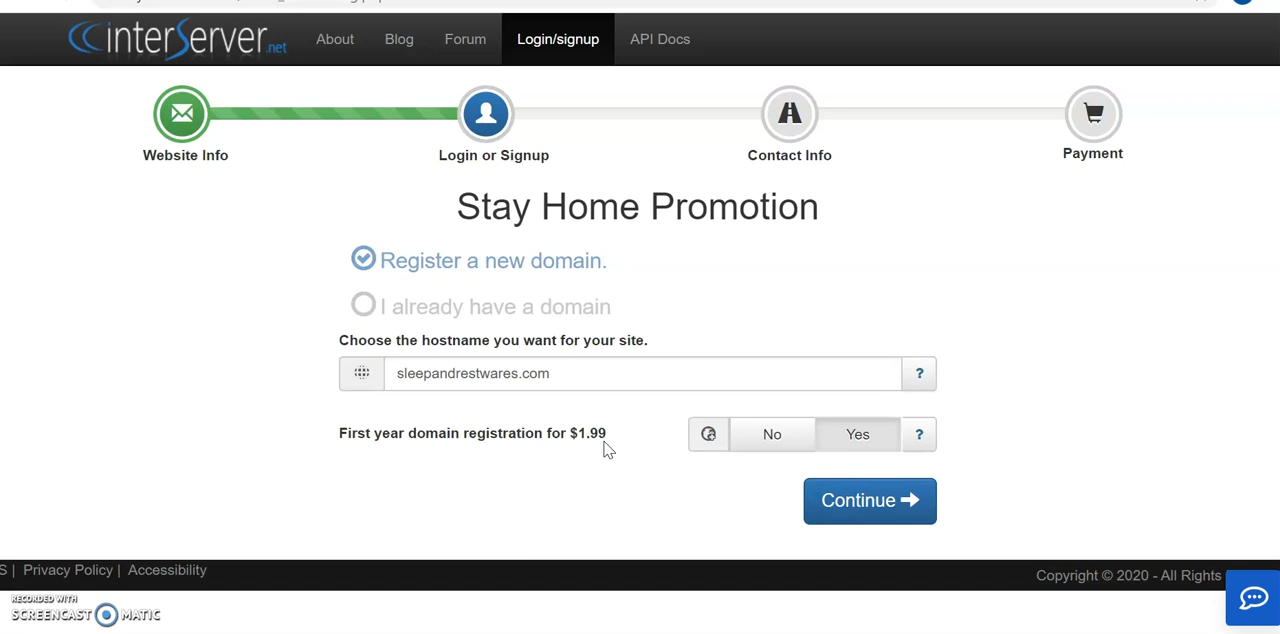 interServer.net About Blog Forum Login/signup API Docs
Website Info Login or Signup Contact Info Payment
Stay Home Promotion
Register a new domain.
I already have a domain
Choose the hostname you want for your site.
sleepandrestwares.com ?
First year domain registration for $1.99 No Yes ?
Continue
S | Privacy Policy | Accessibility
Copyright © 2020 - All Rights
RECORDED WITH
SCREENCAST MATIC